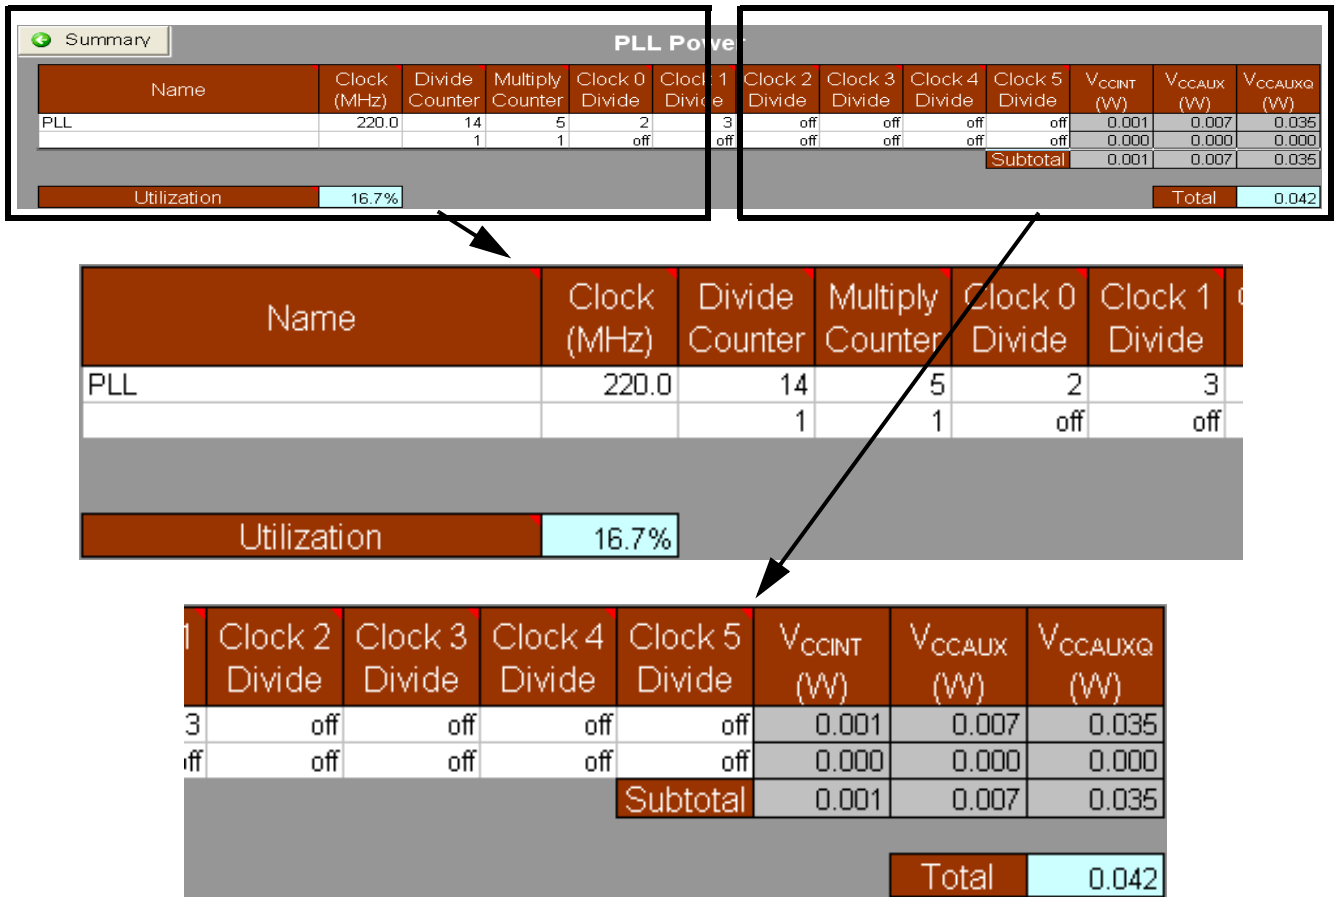 Summary
PLL Power
Name Clock (MHz) Divide Counter Multiply Counter Clock 0 Divide Clock 1 Divide Clock 2 Divide Clock 3 Divide Clock 4 Divide Clock 5 Divide VCCINT (W) VCCAUX (W) VCCAUXQ (W)
PLL 220.0 14 5 2 3 off off off off 0.001 0.007 0.035
1 1 off off off off off off 0.000 0.000 0.000
Subtotal 0.001 0.007 0.035
Utilization 16.7% Total 0.042
Name Clock (MHz) Divide Counter Multiply Counter Clock 0 Divide Clock 1 Divide
PLL 220.0 14 5 2 3
1 1 off off
Utilization 16.7%
1 Clock 2 Divide Clock 3 Divide Clock 4 Divide Clock 5 Divide VCCINT (W) VCCAUX (W) VCCAUXQ (W)
3 off off off off 0.001 0.007 0.035
off off off off off 0.000 0.000 0.000
Subtotal 0.001 0.007 0.035
Total 0.042